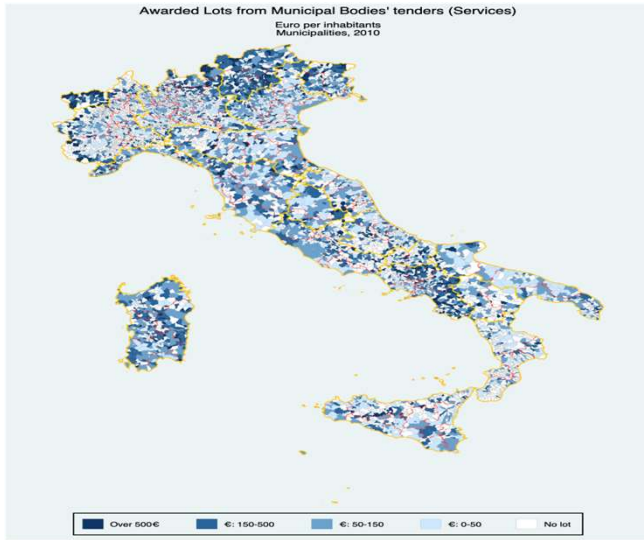 Awarded Lots from Municipal Bodies' tenders (Services)
Euro per inhabitants
Municipalities, 2010
Over 500€
€: 150-500
€: 50-150
€: 0-50
No lot